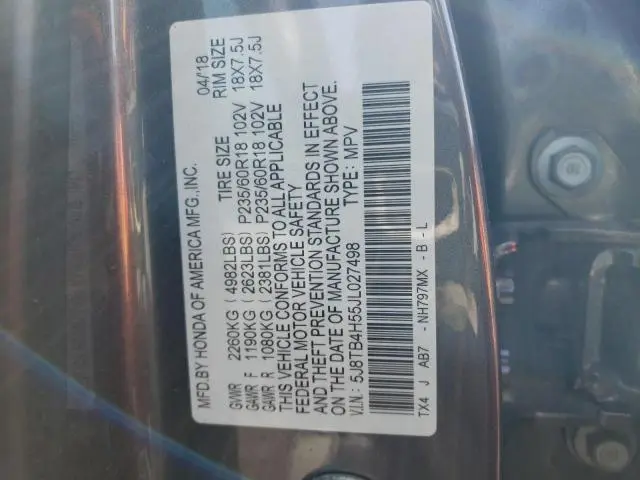 MFD.BY HONDA OF AMERICA MFG.,INC. 04/'18
TIRE SIZE RIM SIZE
GVWR 2260KG ( 4982LBS)
GAWR F 1190KG ( 2623LBS) P235/60R18 102V 18X7.5J
GAWR R 1080KG ( 2381LBS) P235/60R18 102V 18X7.5J
THIS VEHICLE CONFORMS TO ALL APPLICABLE
FEDERAL MOTOR VEHICLE SAFETY
AND THEFT PREVENTION STANDARDS IN EFFECT
ON THE DATE OF MANUFACTURE SHOWN ABOVE.
V.I.N.: 5J8TB4H55JL027498 TYPE: MPV
TX4 J AB7 - NH797MX - B - L